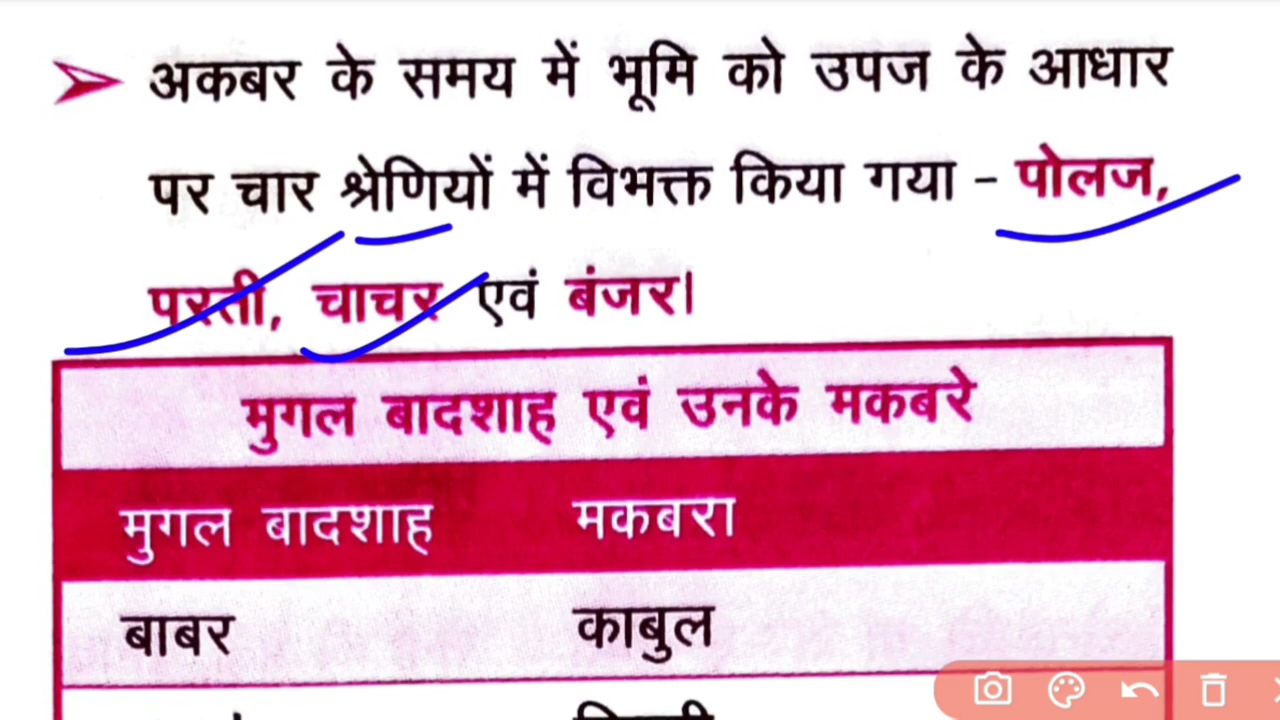 अकबर के समय में भूमि को उपज के आधार
पर चार श्रेणियों में विभक्त किया गया - पोलज,
परती, चाचर एवं बंजर।
मुगल बादशाह एवं उनके मकबरे
मुगल बादशाह मकबरा
बाबर काबुल